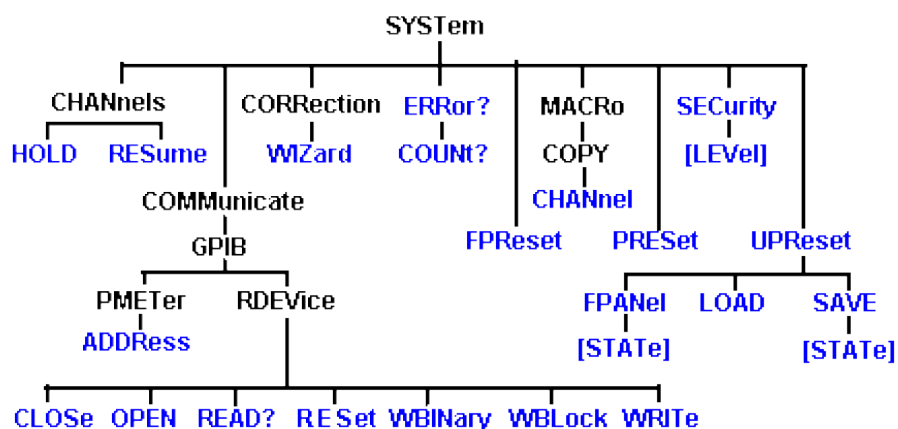 SYSTem
CHANnels CORRection ERRor? MACRo SECurity
HOLD RESume WIZard COUNt? COPY [LEVel]
COMMunicate CHANnel
GPIB FPReset PRESet UPReset
PMETer RDEVice FPANel LOAD SAVE
ADDRess [STATe] [STATe]
CLOSe OPEN READ? RESet WBINary WBLock WRITe